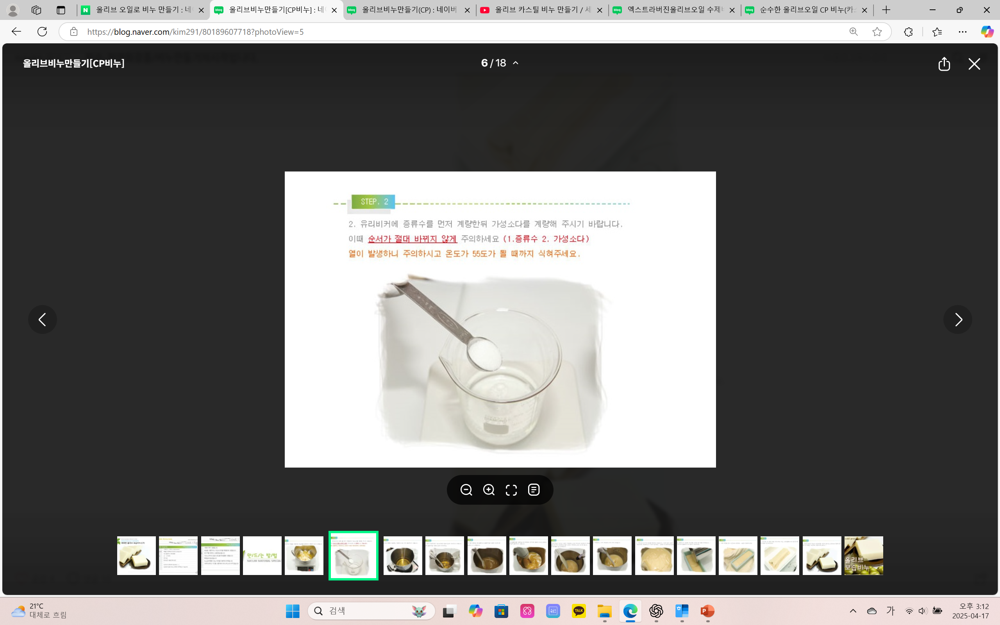 올리브 오일로 비누 만들기 : 네이
올리브비누만들기[CP비누] : 네이
올리브비누만들기(CP) : 네이버
올리브 카스틸 비누 만들기 / 세
엑스트라버진올리브오일 수제비
순수한 올리브오일 CP 비누(카스
https://blog.naver.com/kim291/80189607718?photoView=5
올리브비누만들기[CP비누]
6 / 18
STEP. 2
2. 유리비커에 증류수를 먼저 계량한뒤 가성소다를 계량해 주시기 바랍니다.
이때 순서가 절대 바뀌지 않게 주의하세요 (1.증류수 2. 가성소다)
열이 발생하니 주의하시고 온도가 55도가 될 때까지 식혀주세요.
만/드/는 방/법
NATURE MATERIAL SPECIAL
올리브
보습비누
21°C
대체로 흐림
검색
TALK
가
오후 3:12
2025-04-17